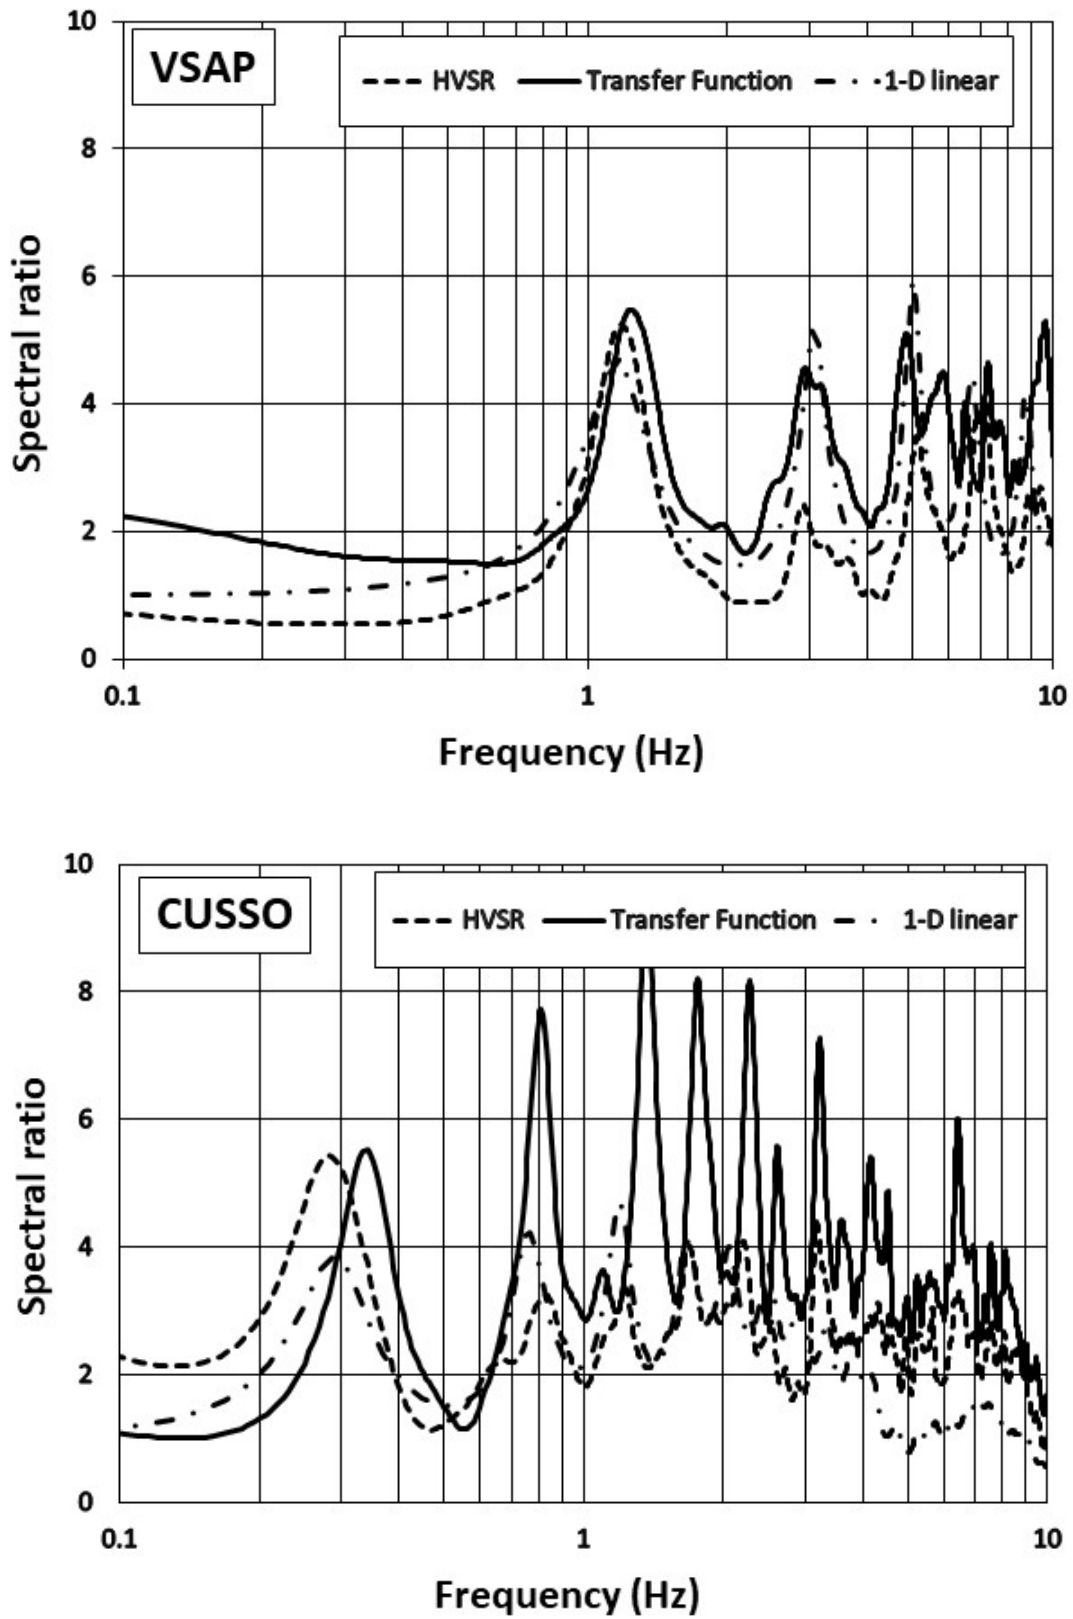 10
VSAP
HVSR Transfer Function 1-D linear
8
6
4
2
0
Spectral ratio
0.1 1 10
Frequency (Hz)
10
CUSSO
HVSR Transfer Function 1-D linear
8
6
4
2
0
Spectral ratio
0.1 1 10
Frequency (Hz)